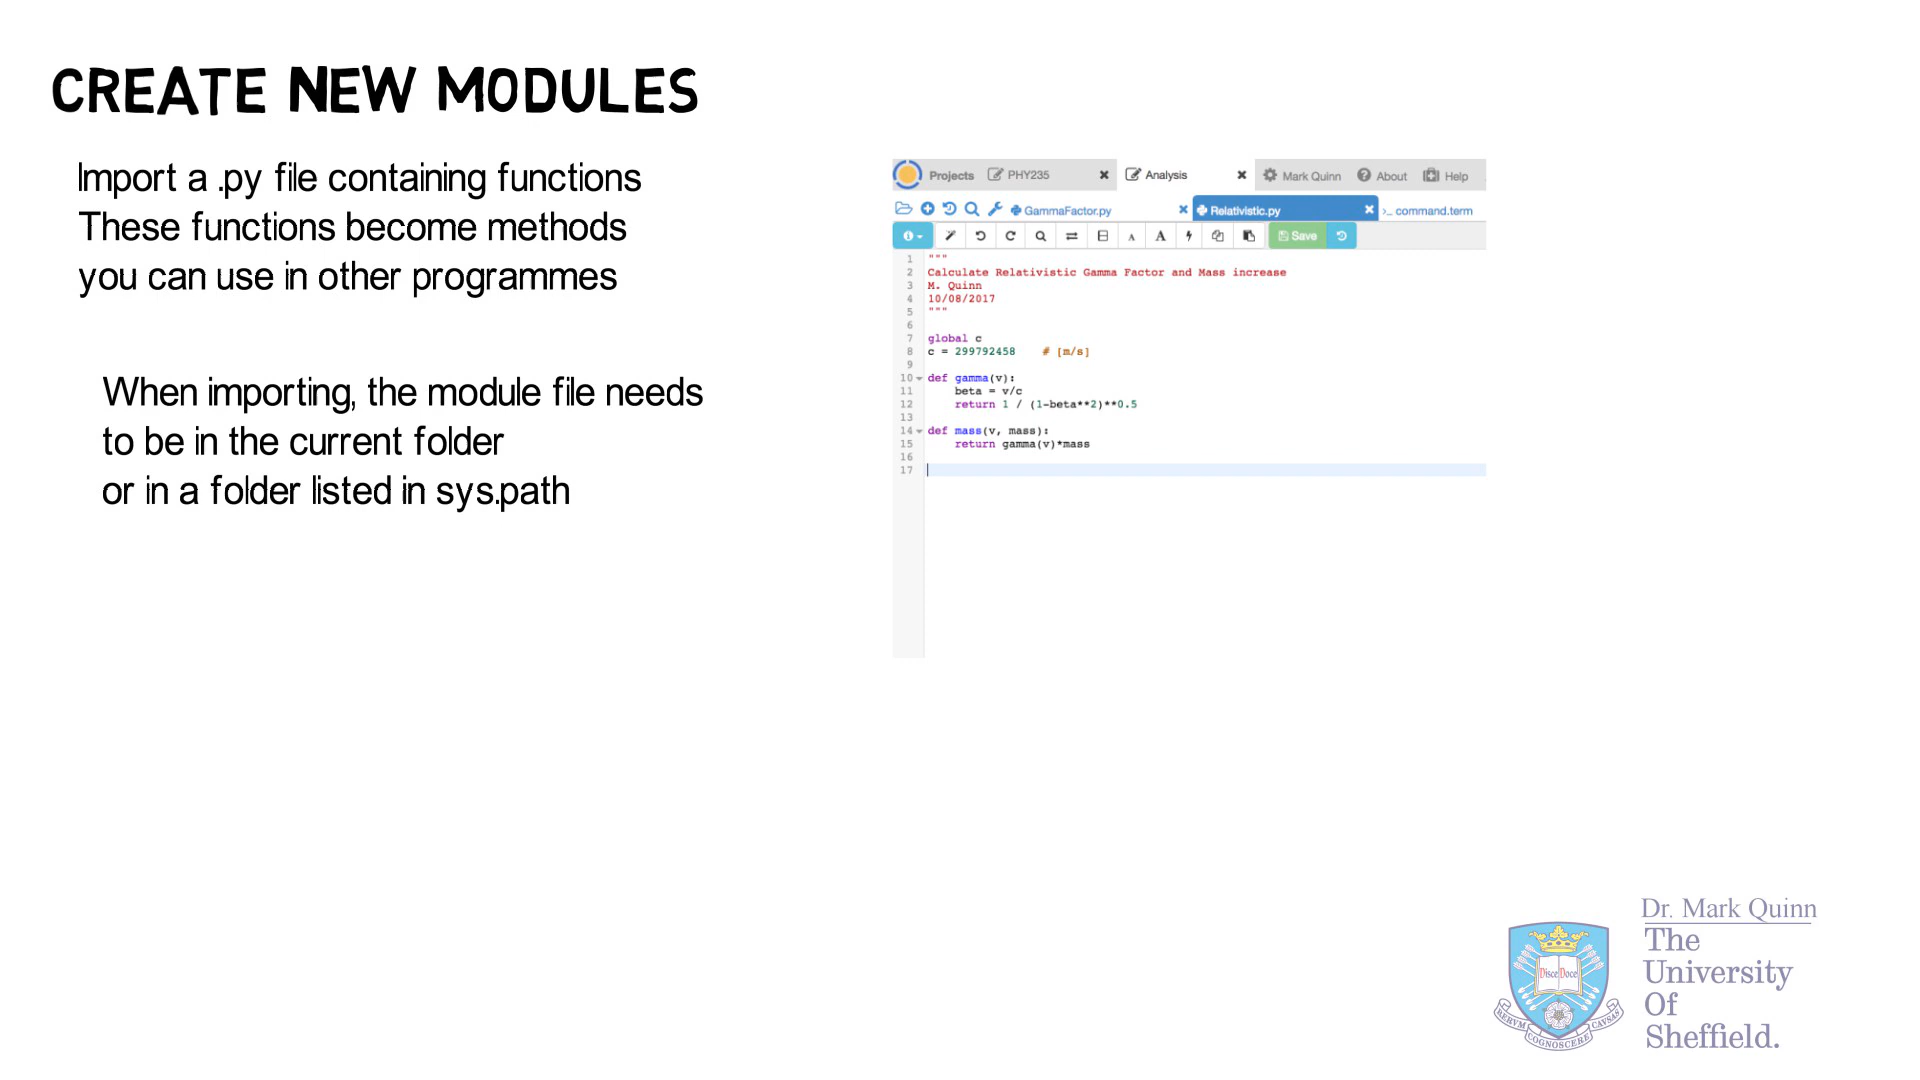 CREATE NEW MODULES
Import a .py file containing functions
These functions become methods
you can use in other programmes
When importing, the module file needs
to be in the current folder
or in a folder listed in sys.path
Projects PHY235 Analysis Mark Quinn About Help
GammaFactor.py Relativistic.py >_ command.term
Save
1 """
2 Calculate Relativistic Gamma Factor and Mass increase
3 M. Quinn
4 10/08/2017
5 """
6
7 global c
8 c = 299792458 # [m/s]
9
10 def gamma(v):
11 beta = v/c
12 return 1 / (1-beta**2)**0.5
13
14 def mass(v, mass):
15 return gamma(v)*mass
16
17
Dr. Mark Quinn
The
University
Of
Sheffield.
Disce Doce
RERVM COGNOSCERE CAVSAS